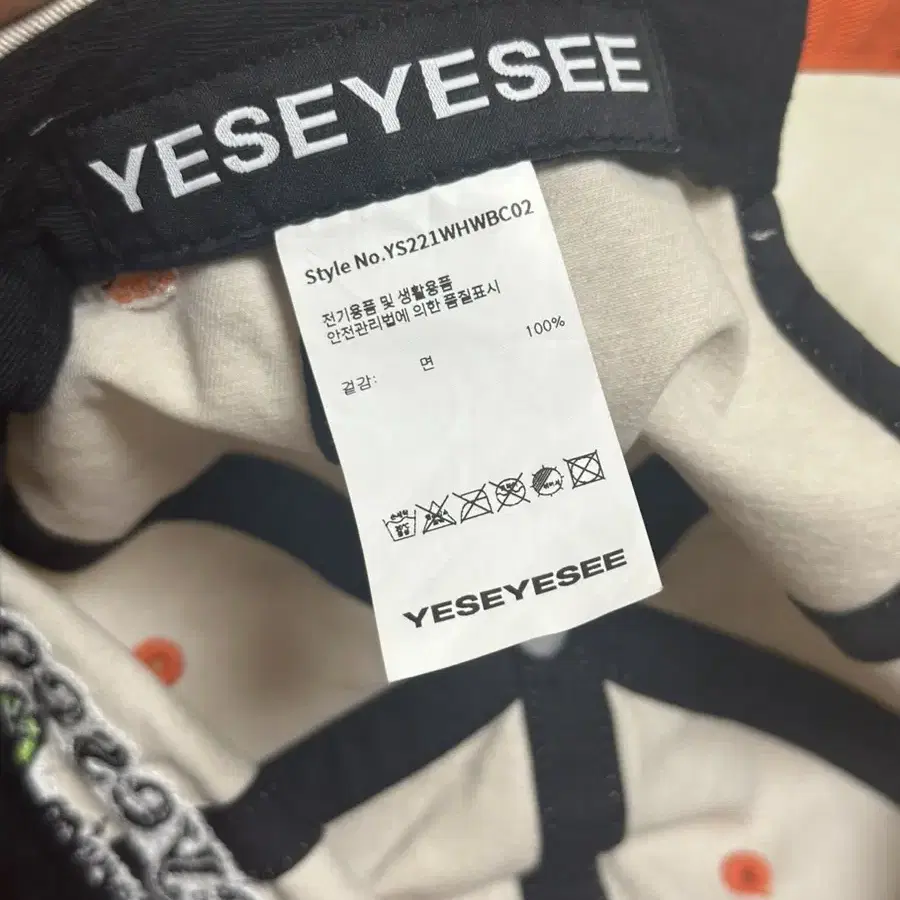 YESEYESEE
Style No.YS221WHWBC02
전기용품 및 생활용품
안전관리법에 의한 품질표시
겉감: 면 100%
YESEYESEE